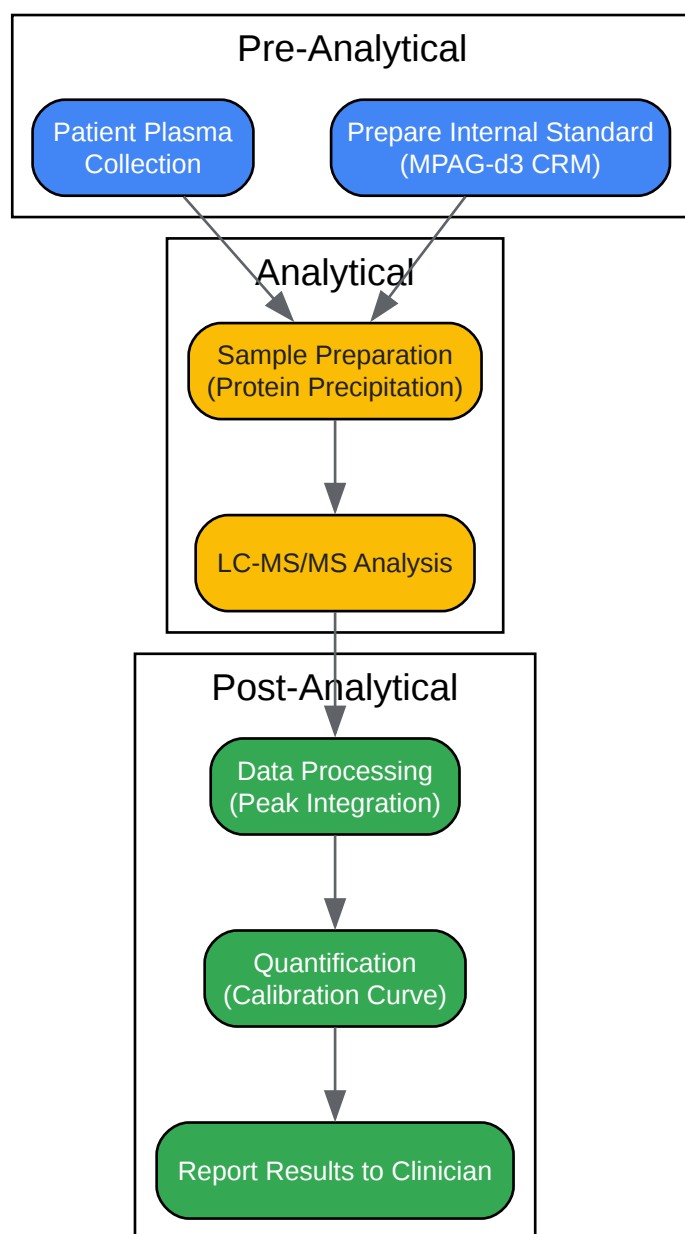 Pre-Analytical
Patient Plasma
Collection
Prepare Internal Standard
(MPAG-d3 CRM)
Analytical
Sample Preparation
(Protein Precipitation)
LC-MS/MS Analysis
Post-Analytical
Data Processing
(Peak Integration)
Quantification
(Calibration Curve)
Report Results to Clinician